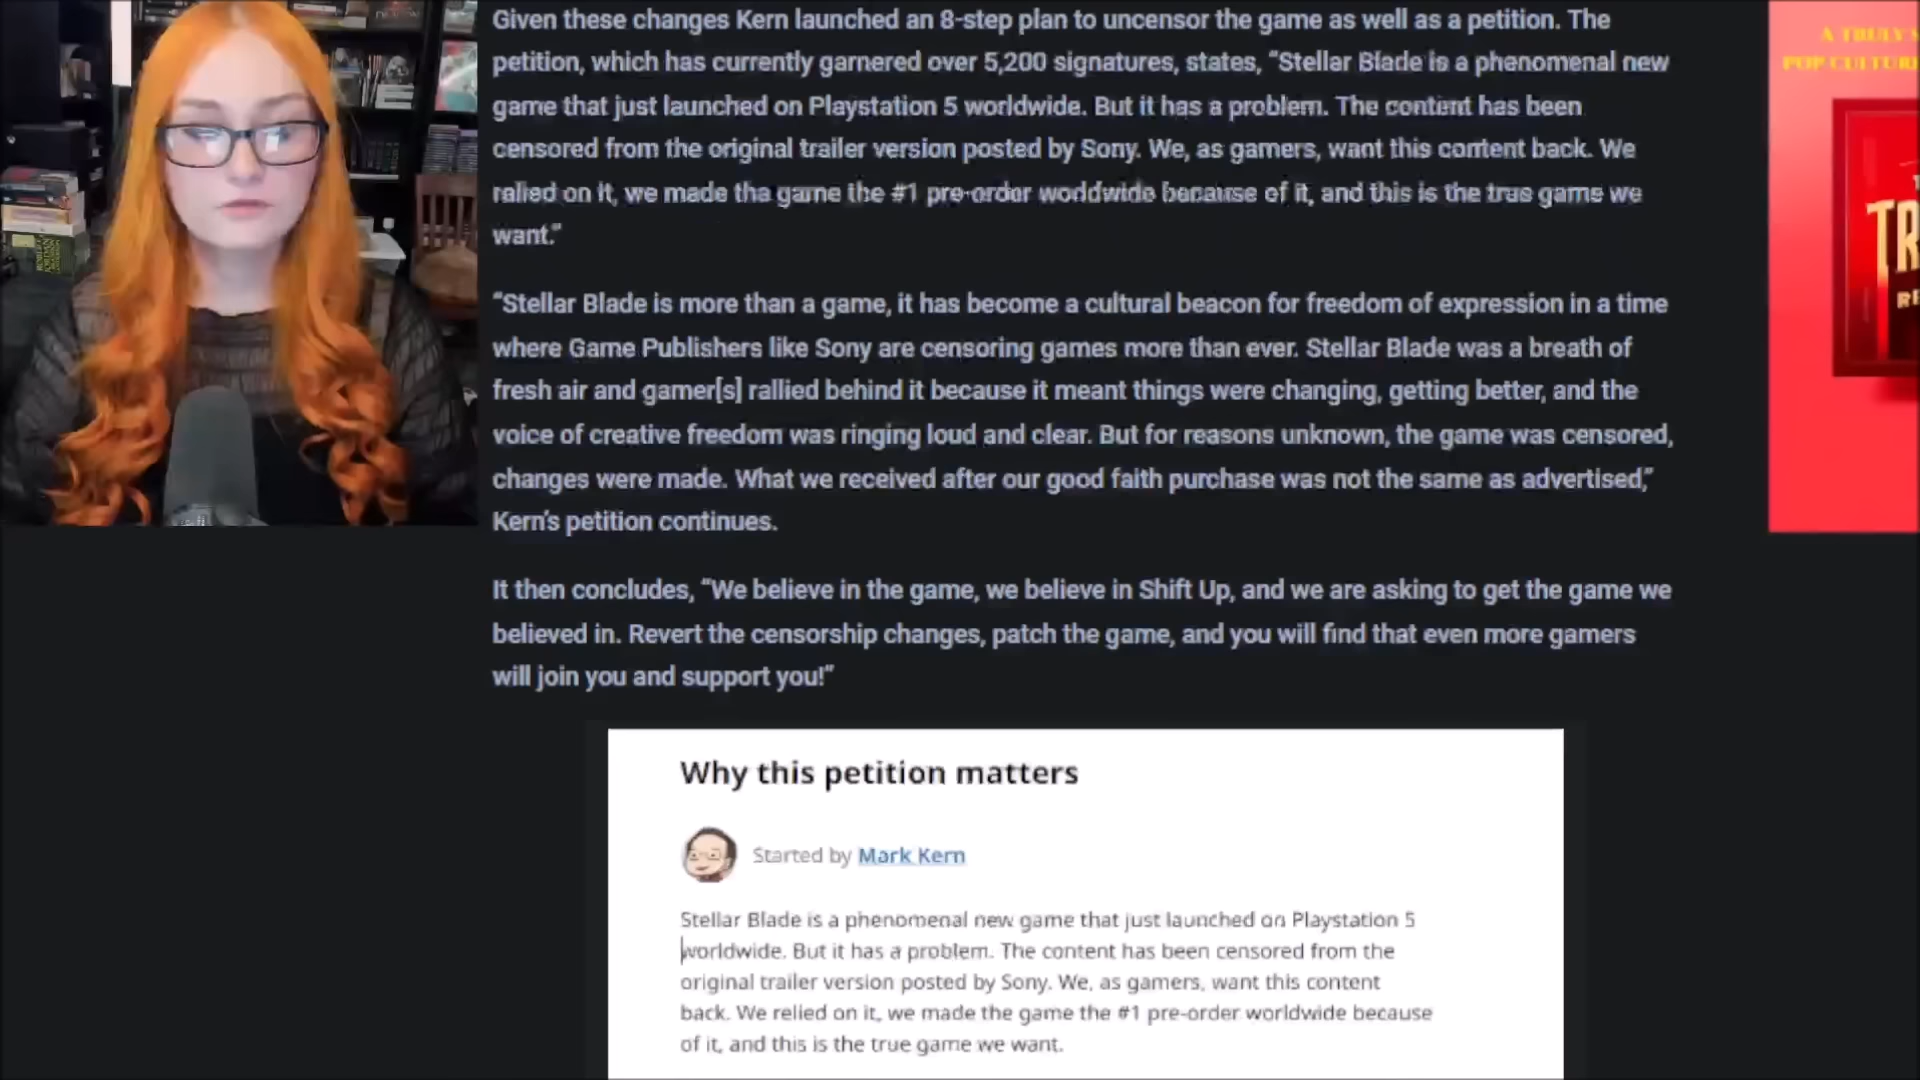 Given these changes Kern launched an 8-step plan to uncensor the game as well as a petition. The
petition, which has currently garnered over 5,200 signatures, states, “Stellar Blade is a phenomenal new
game that just launched on Playstation 5 worldwide. But it has a problem. The content has been
censored from the original trailer version posted by Sony. We, as gamers, want this content back. We
relied on it, we made the game the #1 pre-order worldwide because of it, and this is the true game we
want.”
“Stellar Blade is more than a game, it has become a cultural beacon for freedom of expression in a time
where Game Publishers like Sony are censoring games more than ever. Stellar Blade was a breath of
fresh air and gamer[s] rallied behind it because it meant things were changing, getting better, and the
voice of creative freedom was ringing loud and clear. But for reasons unknown, the game was censored,
changes were made. What we received after our good faith purchase was not the same as advertised,”
Kern’s petition continues.
It then concludes, “We believe in the game, we believe in Shift Up, and we are asking to get the game we
believed in. Revert the censorship changes, patch the game, and you will find that even more gamers
will join you and support you!”
Why this petition matters
Started by Mark Kern
Stellar Blade is a phenomenal new game that just launched on Playstation 5
worldwide. But it has a problem. The content has been censored from the
original trailer version posted by Sony. We, as gamers, want this content
back. We relied on it, we made the game the #1 pre-order worldwide because
of it, and this is the true game we want.
A TRULY
POP CULTURE
TR